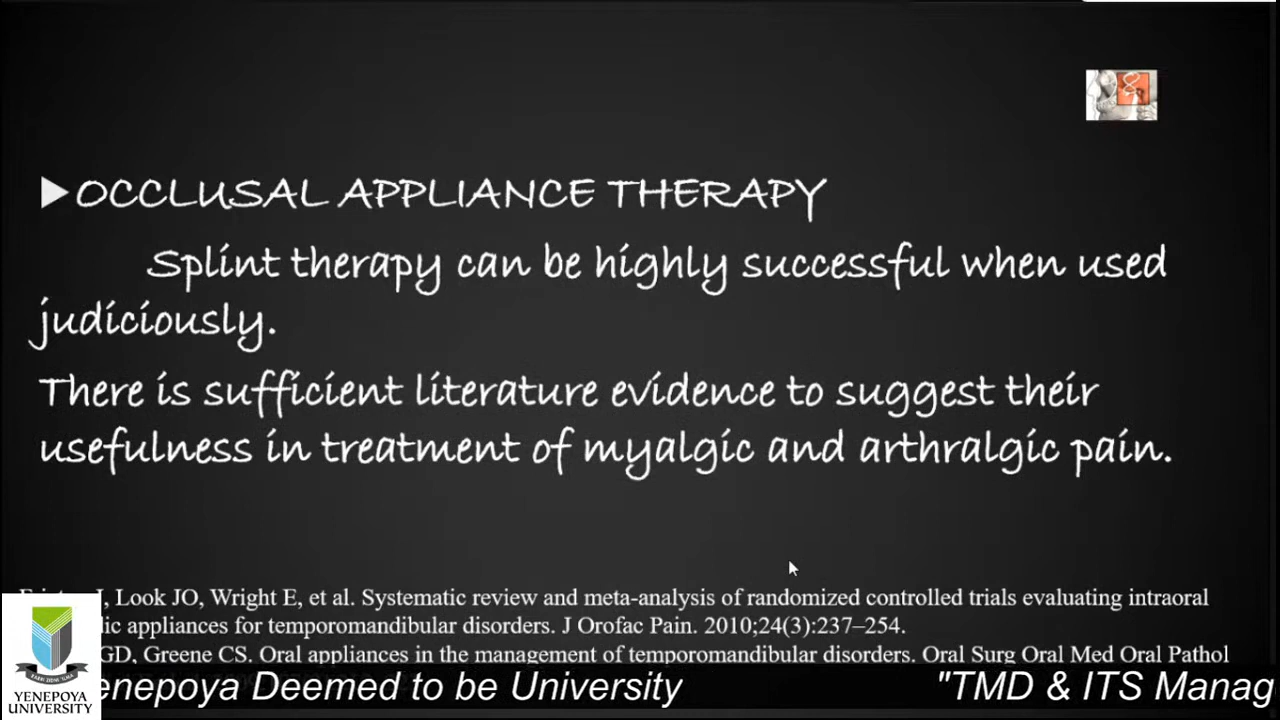 OCCLUSAL APPLIANCE THERAPY
Splint therapy can be highly successful when used
judiciously.
There is sufficient literature evidence to suggest their
usefulness in treatment of myalgic and arthralgic pain.
J, Look JO, Wright E, et al. Systematic review and meta-analysis of randomized controlled trials evaluating intraoral
appliances for temporomandibular disorders. J Orofac Pain. 2010;24(3):237–254.
GD, Greene CS. Oral appliances in the management of temporomandibular disorders. Oral Surg Oral Med Oral Pathol
enepoya Deemed to be University "TMD & ITS Manag
YENEPOYA
UNIVERSITY